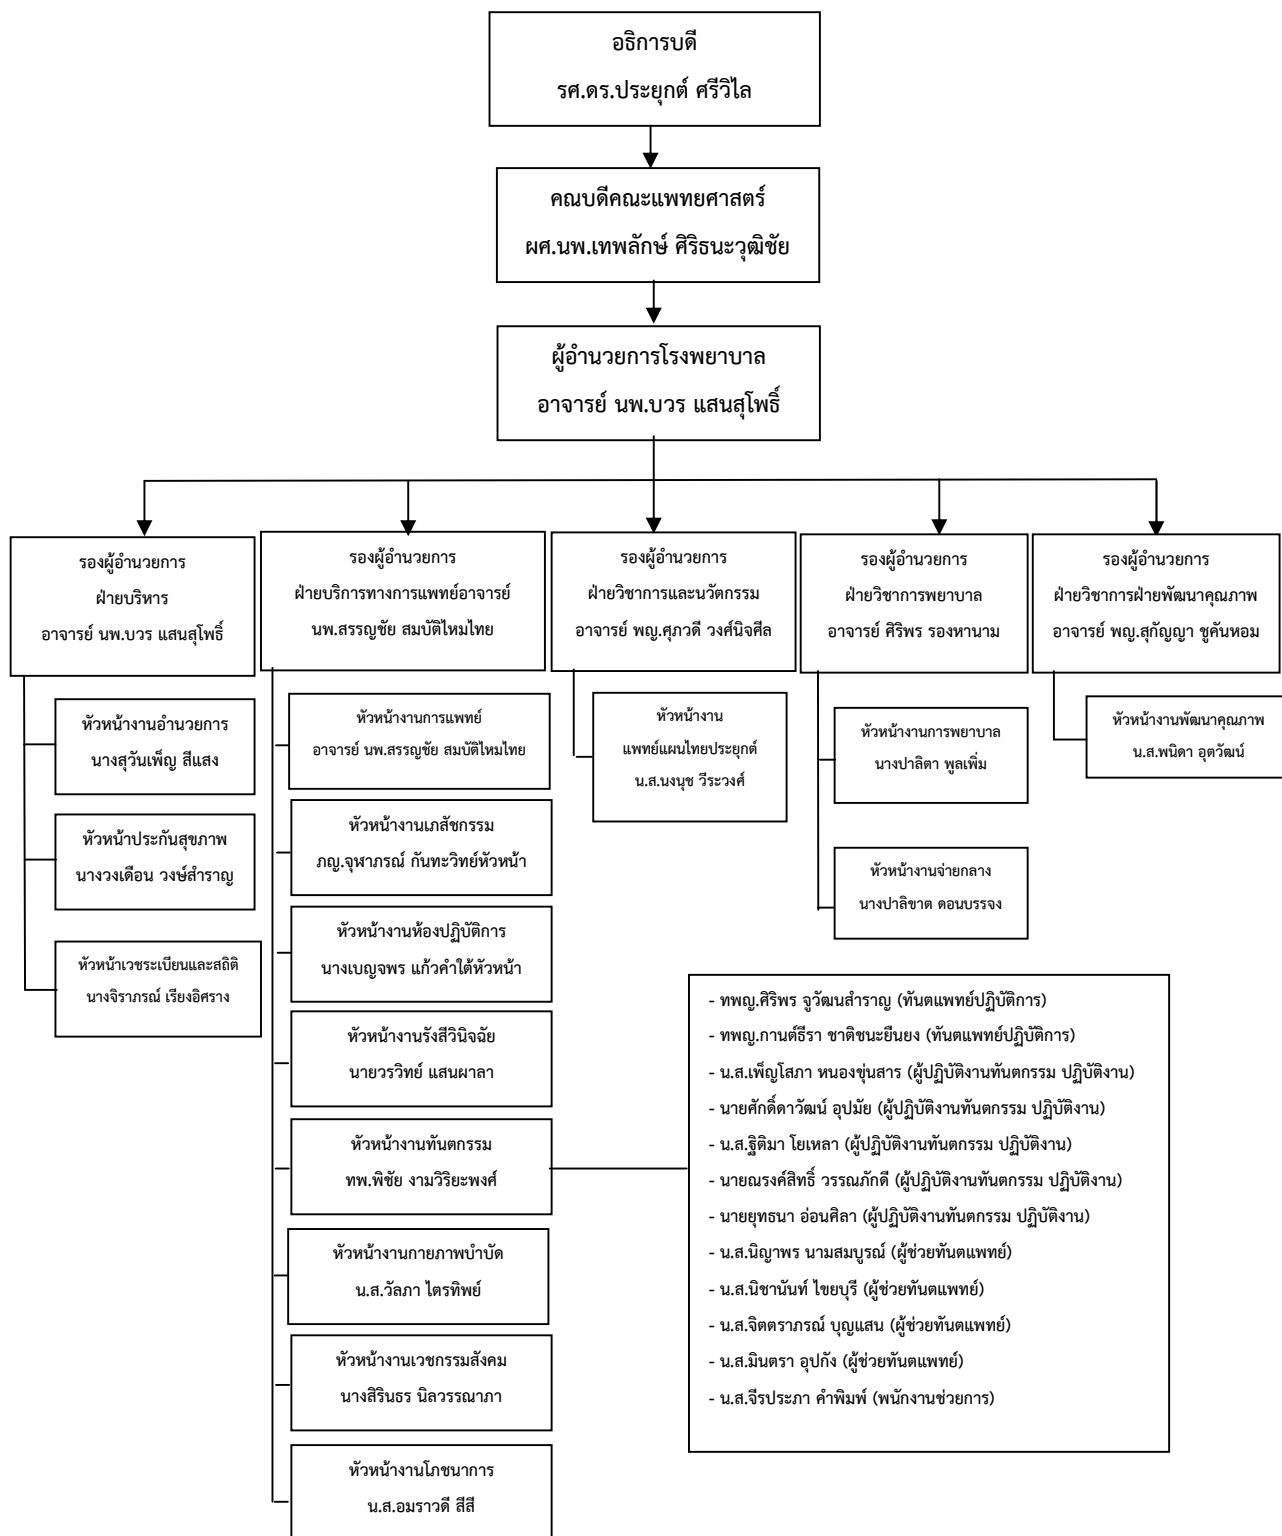 อธิการบดี
รศ.ดร.ประยุกต์ ศรีวิไล
คณบดีคณะแพทยศาสตร์
ผศ.นพ.เทพลักษ์ ศิริธนะวุฒิชัย
ผู้อำนวยการโรงพยาบาล
อาจารย์ นพ.บวร แสนสุโพธิ์
รองผู้อำนวยการ
ฝ่ายบริหาร
อาจารย์ นพ.บวร แสนสุโพธิ์
รองผู้อำนวยการ
ฝ่ายบริการทางการแพทย์อาจารย์
นพ.สรรญชัย สมบัติไหมไทย
รองผู้อำนวยการ
ฝ่ายวิชาการและนวัตกรรม
อาจารย์ พญ.ศุภวดี วงศ์นิจศีล
รองผู้อำนวยการ
ฝ่ายวิชาการพยาบาล
อาจารย์ ศิริพร รองหานาม
รองผู้อำนวยการ
ฝ่ายวิชาการฝ่ายพัฒนาคุณภาพ
อาจารย์ พญ.สุกัญญา ชูคันหอม
หัวหน้างานอำนวยการ
นางสุวันเพ็ญ สีแสง
หัวหน้าประกันสุขภาพ
นางวงเดือน วงษ์สำราญ
หัวหน้าเวชระเบียนและสถิติ
นางจิราภรณ์ เรียงอิศราง
หัวหน้างานการแพทย์
อาจารย์ นพ.สรรญชัย สมบัติไหมไทย
หัวหน้างานเภสัชกรรม
ภญ.จุฬาภรณ์ กันทะวิทย์หัวหน้า
หัวหน้างานห้องปฏิบัติการ
นางเบญจพร แก้วคำใต้หัวหน้า
หัวหน้างานรังสีวินิจฉัย
นายวรวิทย์ แสนผาลา
หัวหน้างานทันตกรรม
ทพ.พิชัย งามวิริยะพงศ์
หัวหน้างานกายภาพบำบัด
น.ส.วัลภา ไตรทิพย์
หัวหน้างานเวชกรรมสังคม
นางสิรินธร นิลวรรณาภา
หัวหน้างานโภชนาการ
น.ส.อมราวดี สีสี
หัวหน้างาน
แพทย์แผนไทยประยุกต์
น.ส.นงนุช วีระวงศ์
หัวหน้างานการพยาบาล
นางปาลิตา พูลเพิ่ม
หัวหน้างานจ่ายกลาง
นางปาลิขาต ดอนบรรจง
หัวหน้างานพัฒนาคุณภาพ
น.ส.พนิดา อุตวัฒน์
- ทพญ.ศิริพร จูวัฒนสำราญ (ทันตแพทย์ปฏิบัติการ)
- ทพญ.กานต์ธีรา ชาติชนะยืนยง (ทันตแพทย์ปฏิบัติการ)
- น.ส.เพ็ญโสภา หนองขุ่นสาร (ผู้ปฏิบัติงานทันตกรรม ปฏิบัติงาน)
- นายศักดิ์ดาวัฒน์ อุปมัย (ผู้ปฏิบัติงานทันตกรรม ปฏิบัติงาน)
- น.ส.ฐิติมา โยเหลา (ผู้ปฏิบัติงานทันตกรรม ปฏิบัติงาน)
- นายณรงค์สิทธิ์ วรรณภักดี (ผู้ปฏิบัติงานทันตกรรม ปฏิบัติงาน)
- นายยุทธนา อ่อนศิลา (ผู้ปฏิบัติงานทันตกรรม ปฏิบัติงาน)
- น.ส.นิญาพร นามสมบูรณ์ (ผู้ช่วยทันตแพทย์)
- น.ส.นิชานันท์ ไขยบุรี (ผู้ช่วยทันตแพทย์)
- น.ส.จิตตราภรณ์ บุญแสน (ผู้ช่วยทันตแพทย์)
- น.ส.มินตรา อุปกัง (ผู้ช่วยทันตแพทย์)
- น.ส.จีรประภา คำพิมพ์ (พนักงานช่วยการ)